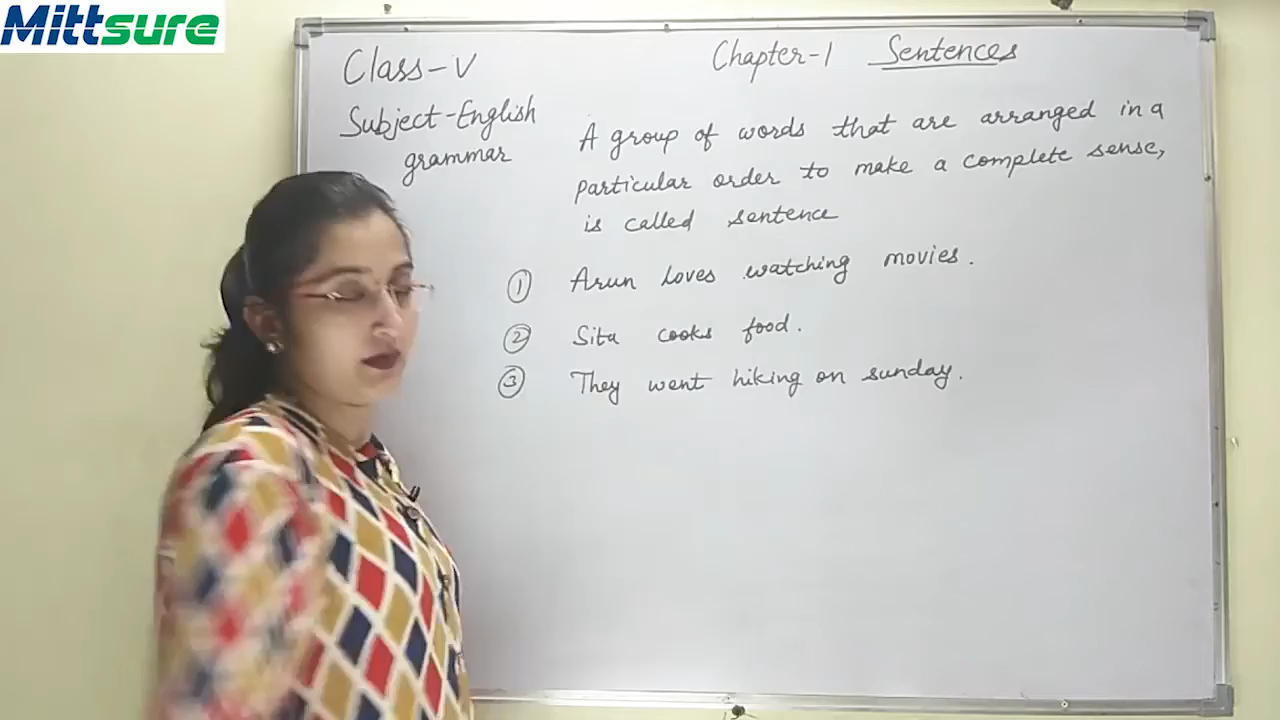 Mittsure
Class-V
Subject-English
grammar
Chapter-1 Sentences
A group of words that are arranged in a
particular order to make a complete sense,
is called sentence
① Arun loves watching movies.
② Sita cooks food.
③ They went hiking on sunday.